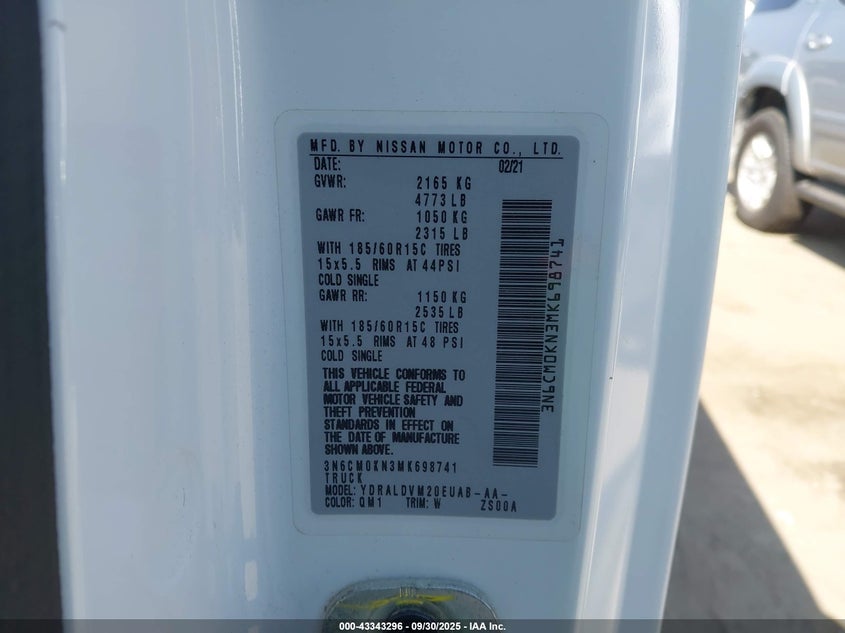 MFD. BY NISSAN MOTOR CO., LTD.
DATE: 02/21
GVWR: 2165 KG
4773 LB
GAWR FR: 1050 KG
2315 LB
WITH 185/60R15C TIRES
15x5.5 RIMS AT 44PSI
COLD SINGLE
GAWR RR: 1150 KG
2535 LB
WITH 185/60R15C TIRES
15x5.5 RIMS AT 48 PSI
COLD SINGLE
THIS VEHICLE CONFORMS TO
ALL APPLICABLE FEDERAL
MOTOR VEHICLE SAFETY AND
THEFT PREVENTION
STANDARDS IN EFFECT ON
THE DATE OF MANUFACTURE
SHOWN ABOVE.
3N6CM0KN3MK698741
TRUCK
MODEL: YDRALDVM20EUAB-AA-
COLOR: QM1 TRIM: W ZS00A
3N6CM0KN3MK698741
000-43343296 - 09/30/2025 - IAA Inc.